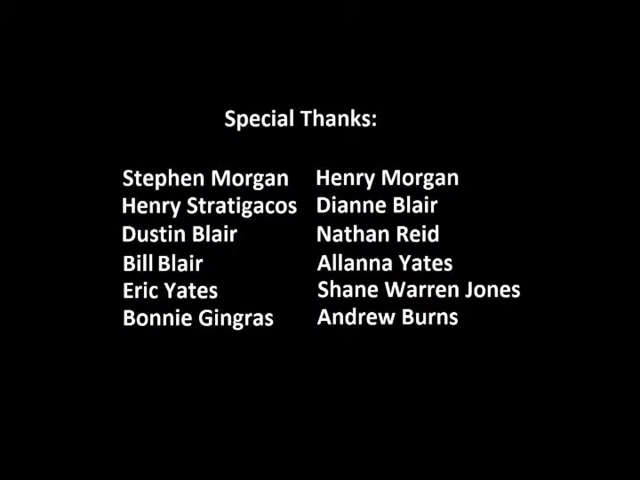 Special Thanks:
Stephen Morgan Henry Morgan
Henry Stratigacos Dianne Blair
Dustin Blair Nathan Reid
Bill Blair Allanna Yates
Eric Yates Shane Warren Jones
Bonnie Gingras Andrew Burns